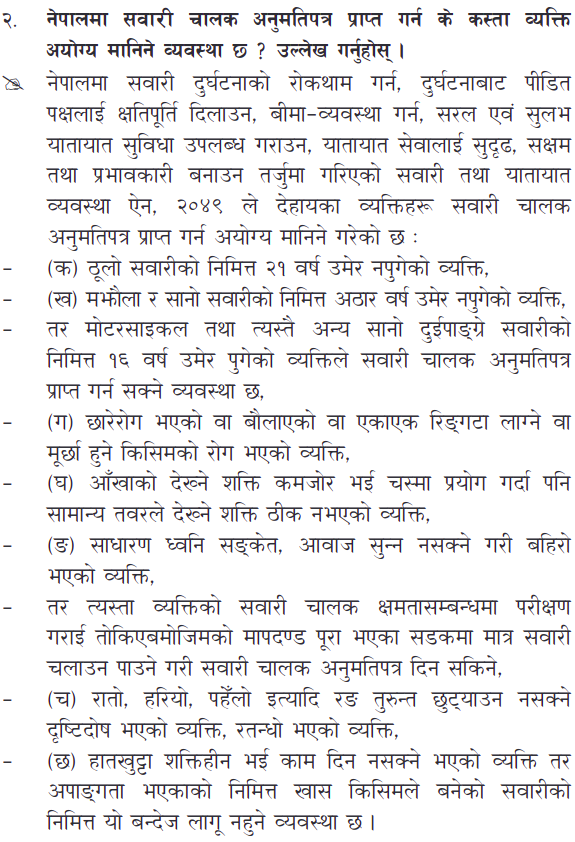 २. नेपालमा सवारी चालक अनुमतिपत्र प्राप्त गर्न के कस्ता व्यक्ति
अयोग्य मानिने व्यवस्था छ ? उल्लेख गर्नुहोस् ।
नेपालमा सवारी दुर्घटनाको रोकथाम गर्न, दुर्घटनाबाट पीडित
पक्षलाई क्षतिपूर्ति दिलाउन, बीमा-व्यवस्था गर्न, सरल एवं सुलभ
यातायात सुविधा उपलब्ध गराउन, यातायात सेवालाई सुदृढ, सक्षम
तथा प्रभावकारी बनाउन तर्जुमा गरिएको सवारी तथा यातायात
व्यवस्था ऐन, २०४९ ले देहायका व्यक्तिहरू सवारी चालक
अनुमतिपत्र प्राप्त गर्न अयोग्य मानिने गरेको छ :
- (क) ठूलो सवारीको निमित्त २१ वर्ष उमेर नपुगेको व्यक्ति,
- (ख) मझौला र सानो सवारीको निमित्त अठार वर्ष उमेर नपुगेको व्यक्ति,
- तर मोटरसाइकल तथा त्यस्तै अन्य सानो दुईपाङ्ग्रे सवारीको
निमित्त १६ वर्ष उमेर पुगेको व्यक्तिले सवारी चालक अनुमतिपत्र
प्राप्त गर्न सक्ने व्यवस्था छ,
- (ग) छारेरोग भएको वा बौलाएको वा एकाएक रिङ्गटा लाग्ने वा
मूर्छा हुने किसिमको रोग भएको व्यक्ति,
- (घ) आँखाको देख्ने शक्ति कमजोर भई चस्मा प्रयोग गर्दा पनि
सामान्य तवरले देख्ने शक्ति ठीक नभएको व्यक्ति,
- (ङ) साधारण ध्वनि सङ्केत, आवाज सुन्न नसक्ने गरी बहिरो
भएको व्यक्ति,
- तर त्यस्ता व्यक्तिको सवारी चालक क्षमतासम्बन्धमा परीक्षण
गराई तोकिएबमोजिमको मापदण्ड पूरा भएका सडकमा मात्र सवारी
चलाउन पाउने गरी सवारी चालक अनुमतिपत्र दिन सकिने,
- (च) रातो, हरियो, पहेँलो इत्यादि रङ तुरुन्त छुट्याउन नसक्ने
दृष्टिदोष भएको व्यक्ति, रतन्धो भएको व्यक्ति,
- (छ) हातखुट्टा शक्तिहीन भई काम दिन नसक्ने भएको व्यक्ति तर
अपाङ्गता भएकाको निमित्त खास किसिमले बनेको सवारीको
निमित्त यो बन्देज लागू नहुने व्यवस्था छ ।